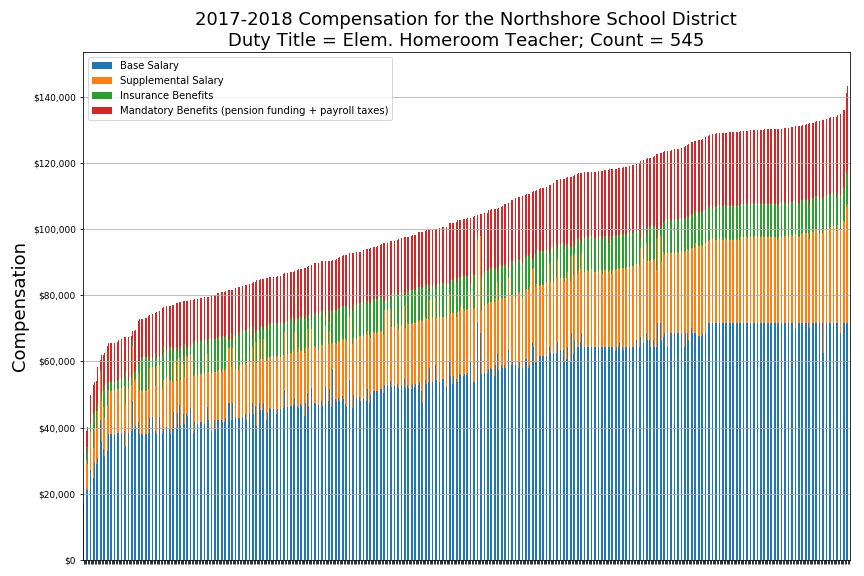 2017-2018 Compensation for the Northshore School District
Duty Title = Elem. Homeroom Teacher; Count = 545
Base Salary
Supplemental Salary
Insurance Benefits
Mandatory Benefits (pension funding + payroll taxes)
$140,000
$120,000
$100,000
$80,000
$60,000
$40,000
$20,000
$0
Compensation